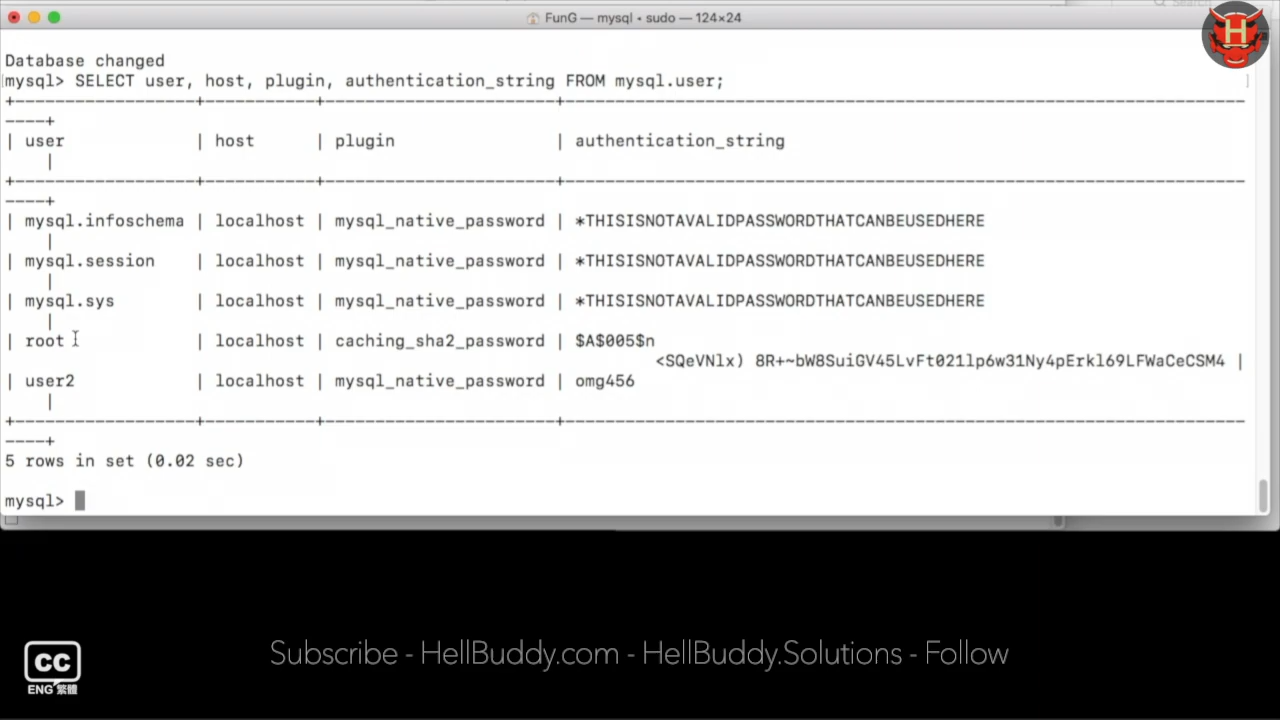 FunG — mysql • sudo — 124×24
Search
H
Database changed
mysql> SELECT user, host, plugin, authentication_string FROM mysql.user;
+-------------------+-----------+-----------------------+--------------------------------------------------------------------
----+
| user | host | plugin | authentication_string
|
+-------------------+-----------+-----------------------+--------------------------------------------------------------------
----+
| mysql.infoschema | localhost | mysql_native_password | *THISISNOTAVALIDPASSWORDTHATCANBEUSEDHERE
|
| mysql.session | localhost | mysql_native_password | *THISISNOTAVALIDPASSWORDTHATCANBEUSEDHERE
|
| mysql.sys | localhost | mysql_native_password | *THISISNOTAVALIDPASSWORDTHATCANBEUSEDHERE
|
| root | localhost | caching_sha2_password | $A$005$n
<SQeVNlx) 8R+~bW8SuiGV45LvFt021lp6w31Ny4pErkl69LFWaCeCSM4 |
| user2 | localhost | mysql_native_password | omg456
|
+-------------------+-----------+-----------------------+--------------------------------------------------------------------
----+
5 rows in set (0.02 sec)
mysql>
Subscribe - HellBuddy.com - HellBuddy.Solutions - Follow
CC
ENG 繁體